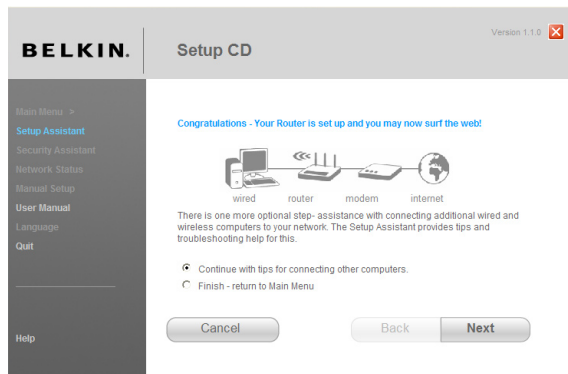 BELKIN.
Setup CD
Version 1.1.0
Main Menu >
Setup Assistant
Security Assistant
Network Status
Manual Setup
User Manual
Language
Quit
Help
Congratulations - Your Router is set up and you may now surf the web!
wired router modem internet
There is one more optional step- assistance with connecting additional wired and
wireless computers to your network. The Setup Assistant provides tips and
troubleshooting help for this.
Continue with tips for connecting other computers.
Finish - return to Main Menu
Cancel Back Next